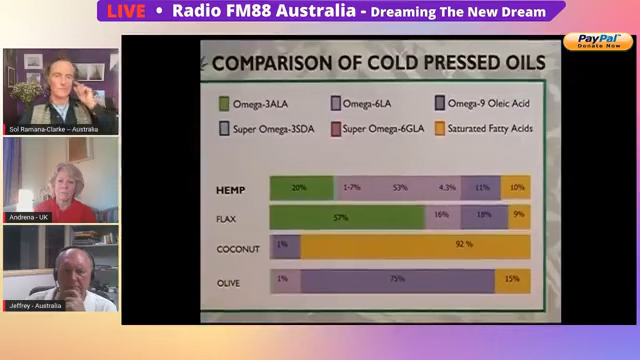 LIVE • Radio FM88 Australia - Dreaming The New Dream
PayPal
Donate Now
COMPARISON OF COLD PRESSED OILS
Omega-3ALA Omega-6LA Omega-9 Oleic Acid
Super Omega-3SDA Super Omega-6GLA Saturated Fatty Acids
HEMP 20% 1-7% 53% 4.3% 11% 10%
FLAX 57% 16% 18% 9%
COCONUT 1% 92 %
OLIVE 1% 75% 15%
Sol Ramana-Clarke – Australia
Andrena - UK
Jeffrey - Australia